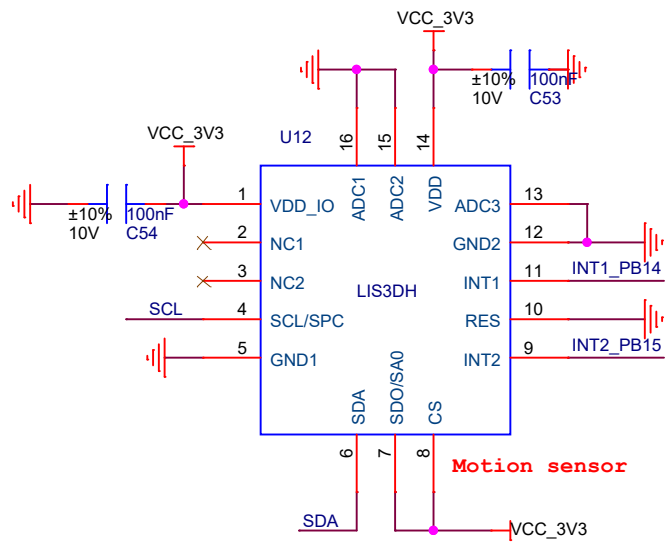 VCC_3V3
±10%
10V
100nF
C53
VCC_3V3
U12
16
15
14
ADC1
ADC2
VDD
±10%
10V
100nF
C54
1
VDD_IO
ADC3
13
2
NC1
GND2
12
3
NC2
INT1
11
INT1_PB14
LIS3DH
SCL
4
SCL/SPC
RES
10
5
GND1
INT2
9
INT2_PB15
SDA
SDO/SA0
CS
6
7
8
Motion sensor
SDA
VCC_3V3